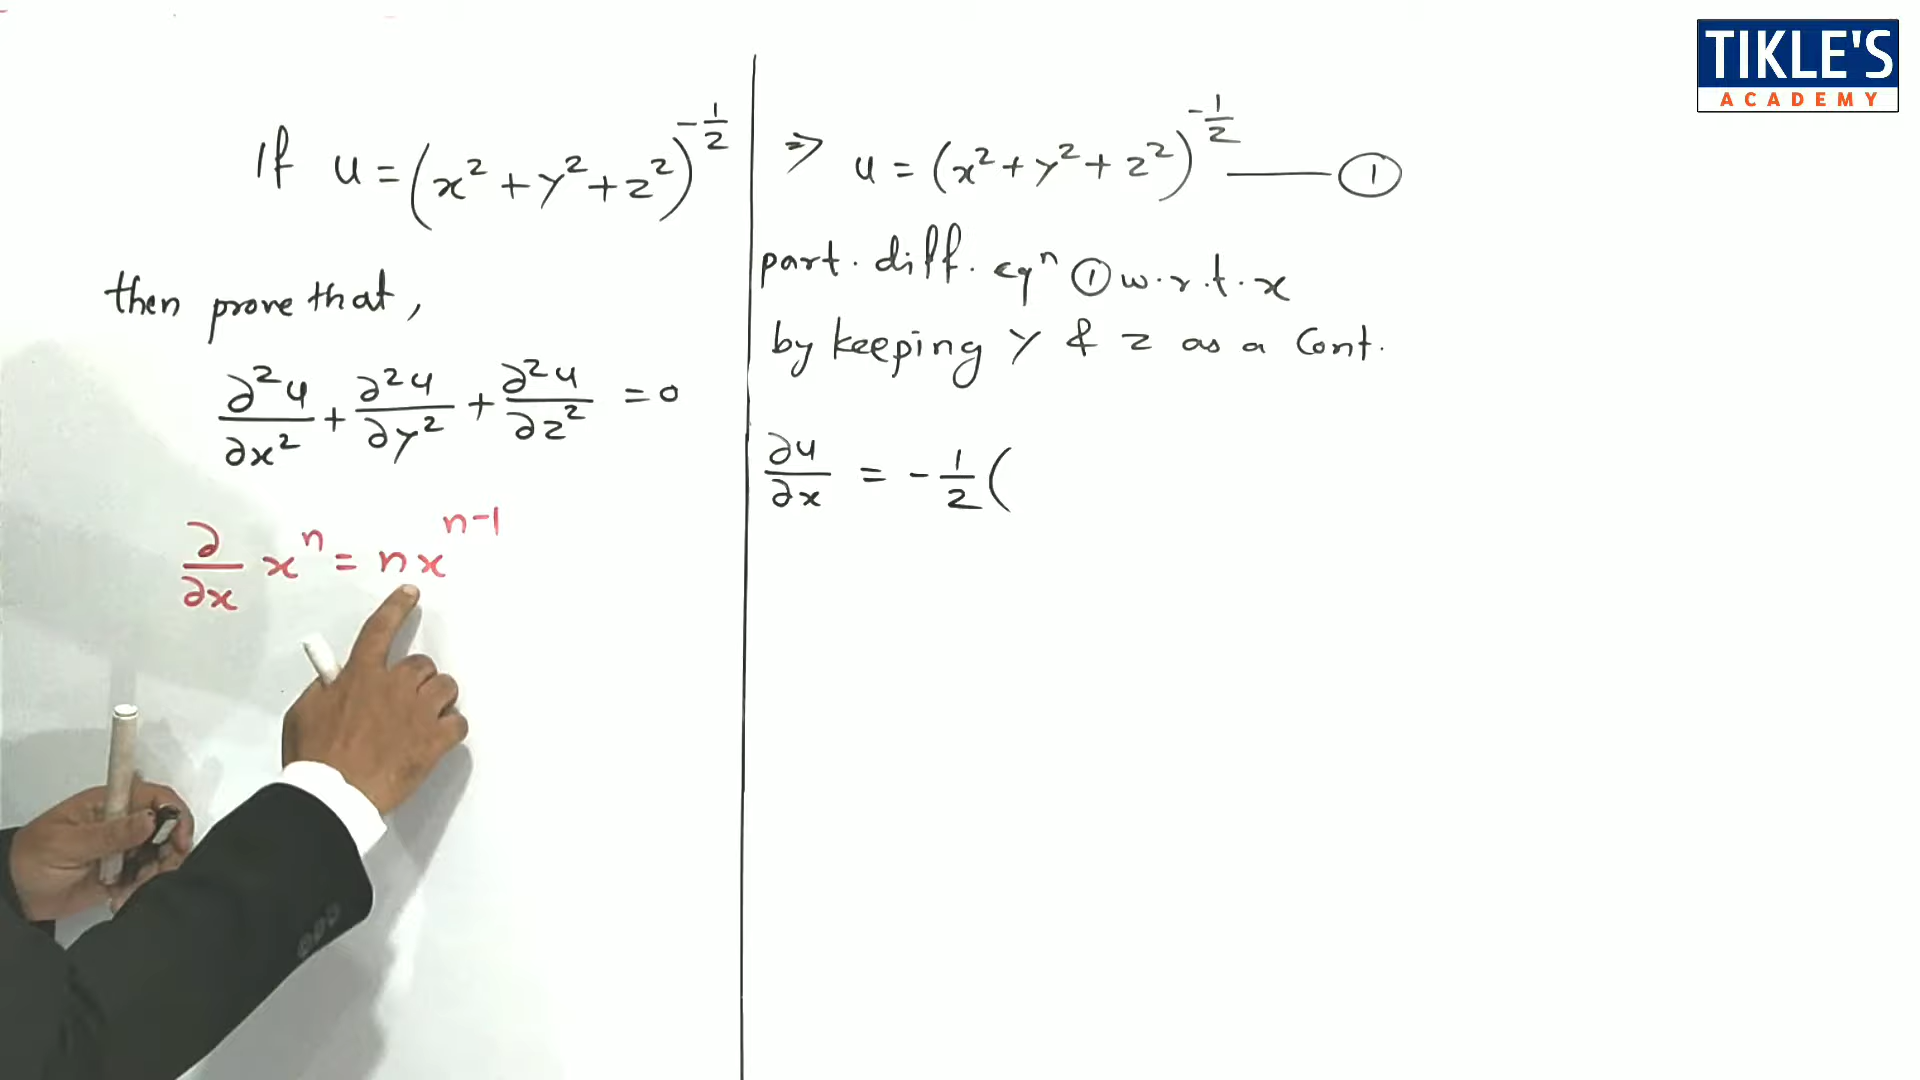 If u = (x² + y² + z²)^(-1/2)
then prove that,
∂²u/∂x² + ∂²u/∂y² + ∂²u/∂z² = 0
∂/∂x xⁿ = nx^(n-1)
⇒ u = (x² + y² + z²)^(-1/2) —— ①
part. diff. eqⁿ ① w.r.t. x
by keeping y & z as a Cont.
∂u/∂x = -1/2 (
TIKLE'S
ACADEMY